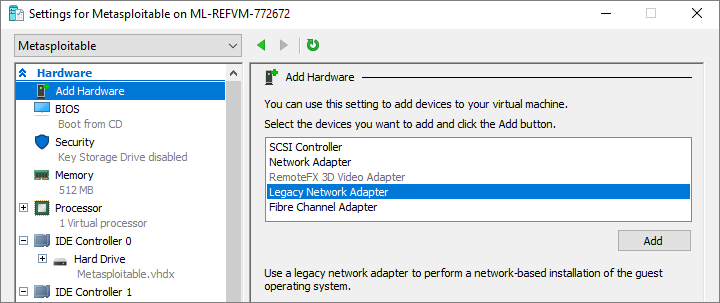 Settings for Metasploitable on ML-REFVM-772672
Metasploitable
Hardware
Add Hardware
BIOS
Boot from CD
Security
Key Storage Drive disabled
Memory
512 MB
Processor
1 Virtual processor
IDE Controller 0
Hard Drive
Metasploitable.vhdx
IDE Controller 1
Add Hardware
You can use this setting to add devices to your virtual machine.
Select the devices you want to add and click the Add button.
SCSI Controller
Network Adapter
RemoteFX 3D Video Adapter
Legacy Network Adapter
Fibre Channel Adapter
Add
Use a legacy network adapter to perform a network-based installation of the guest
operating system.